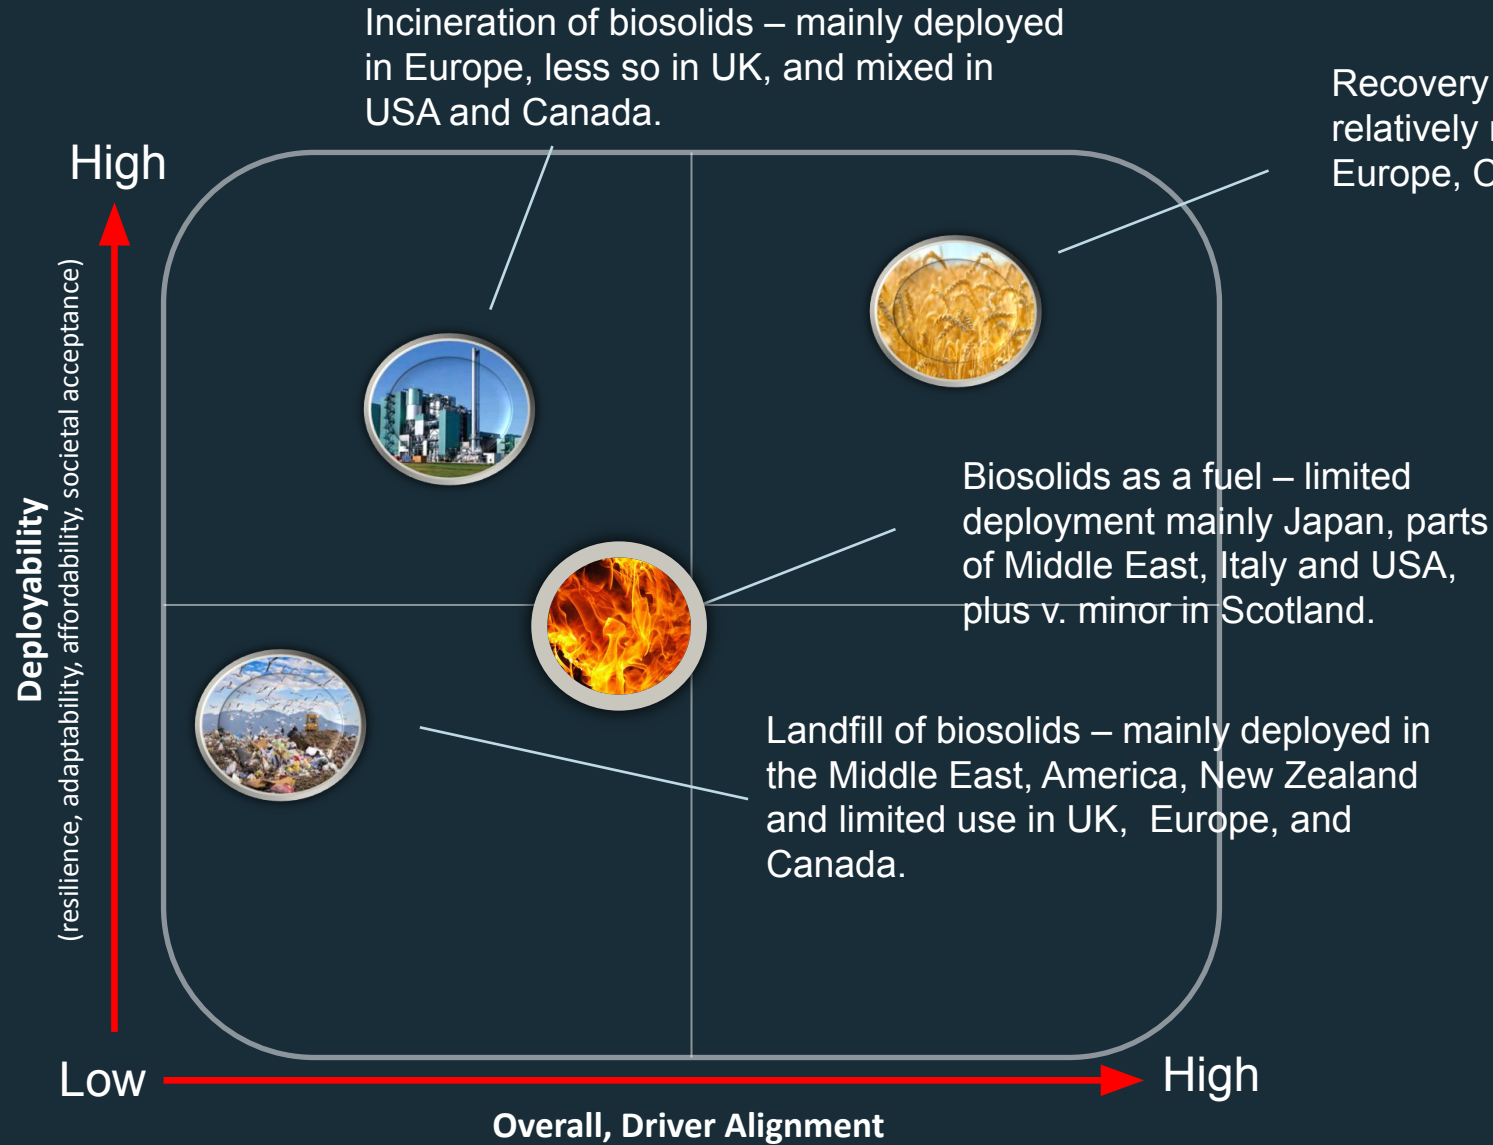 Incineration of biosolids – mainly deployed
in Europe, less so in UK, and mixed in
USA and Canada.
Recovery
relatively
Europe,
High
Deployability
(resilience, adaptability, affordability, societal acceptance)
Biosolids as a fuel – limited
deployment mainly Japan, parts
of Middle East, Italy and USA,
plus v. minor in Scotland.
Landfill of biosolids – mainly deployed in
the Middle East, America, New Zealand
and limited use in UK, Europe, and
Canada.
Low
High
Overall, Driver Alignment